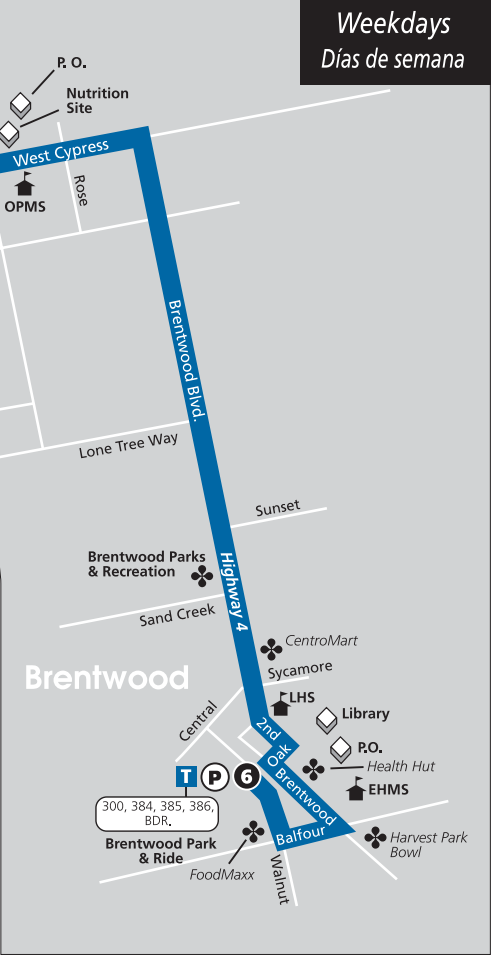 Weekdays
Días de semana
P. O.
Nutrition
Site
West Cypress
Rose
OPMS
Brentwood Blvd.
Lone Tree Way
Sunset
Brentwood Parks
& Recreation
Highway 4
Sand Creek
CentroMart
Brentwood
Sycamore
LHS
Central
2nd
Library
Oak
P.O.
Health Hut
T
P
6
Brentwood
EHMS
300, 384, 385, 386,
BDR.
Balfour
Brentwood Park
& Ride
Harvest Park
Bowl
FoodMaxx
Walnut